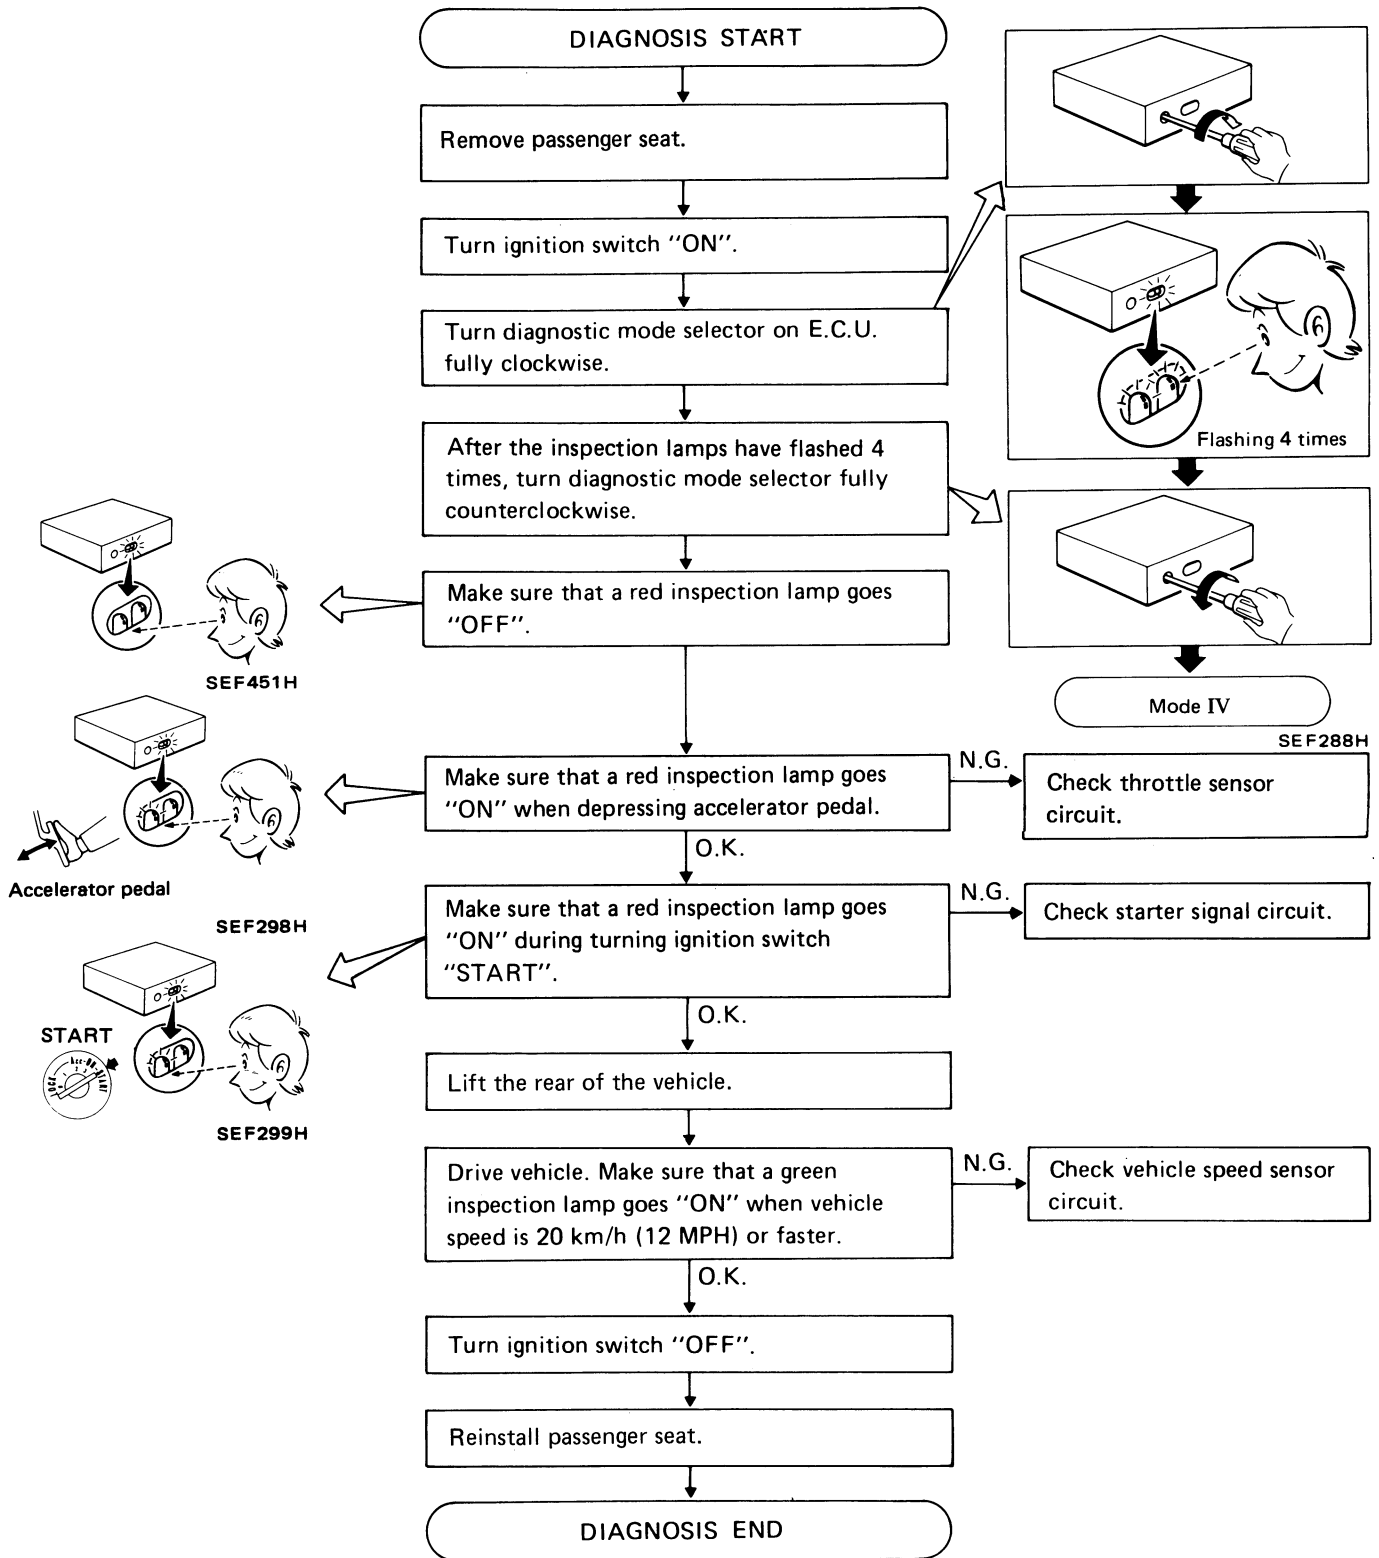 DIAGNOSIS START
Remove passenger seat.
Turn ignition switch “ON”.
Turn diagnostic mode selector on E.C.U.
fully clockwise.
After the inspection lamps have flashed 4
times, turn diagnostic mode selector fully
counterclockwise.
Flashing 4 times
Mode IV
SEF288H
Make sure that a red inspection lamp goes
“OFF”.
SEF451H
Make sure that a red inspection lamp goes
“ON” when depressing accelerator pedal.
N.G.
Check throttle sensor
circuit.
O.K.
Accelerator pedal
SEF298H
Make sure that a red inspection lamp goes
“ON” during turning ignition switch
“START”.
N.G.
Check starter signal circuit.
O.K.
START
Acc-ON-START
SEF299H
Lift the rear of the vehicle.
Drive vehicle. Make sure that a green
inspection lamp goes “ON” when vehicle
speed is 20 km/h (12 MPH) or faster.
N.G.
Check vehicle speed sensor
circuit.
O.K.
Turn ignition switch “OFF”.
Reinstall passenger seat.
DIAGNOSIS END